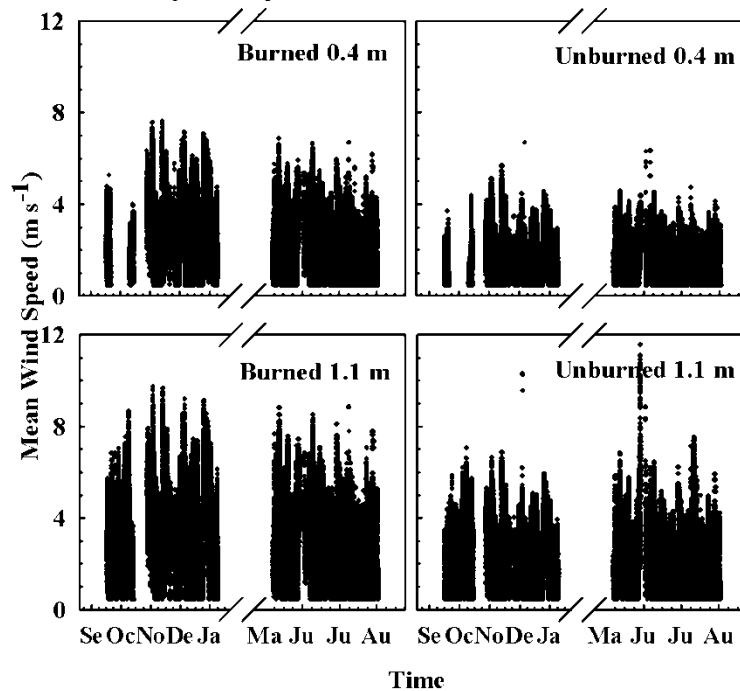 12
8
4
0
Burned 0.4 m
Unburned 0.4 m
12
8
4
0
Burned 1.1 m
Unburned 1.1 m
Mean Wind Speed (m s-1)
Se Oc No De Ja Ma Ju Ju Au
Se Oc No De Ja Ma Ju Ju Au
Time